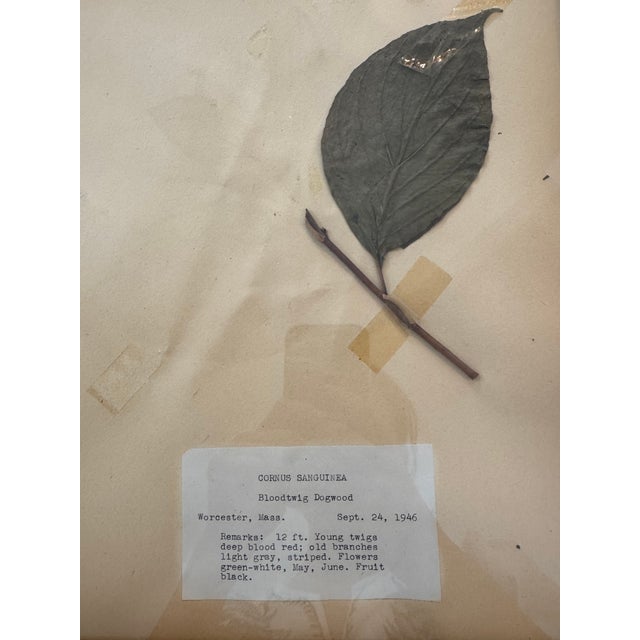 CORNUS SANGUINEA
Bloodtwig Dogwood
Worcester, Mass. Sept. 24, 1946
Remarks: 12 ft. Young twigs
deep blood red; old branches
light gray, striped. Flowers
green-white, May, June. Fruit
black.